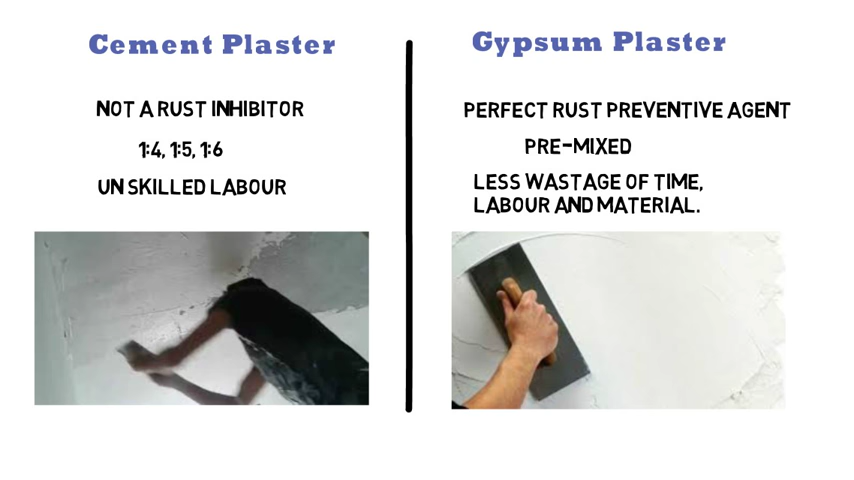 Cement Plaster
NOT A RUST INHIBITOR
1:4, 1:5, 1:6
UN SKILLED LABOUR
Gypsum Plaster
PERFECT RUST PREVENTIVE AGENT
PRE-MIXED
LESS WASTAGE OF TIME,
LABOUR AND MATERIAL.